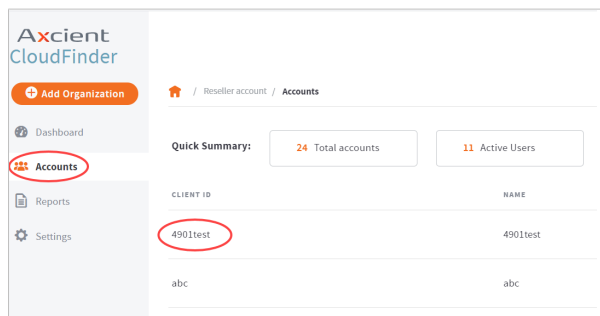 Axcient
CloudFinder
Add Organization
/ Reseller account / Accounts
Dashboard
Quick Summary: 24 Total accounts 11 Active Users
Accounts
CLIENT ID NAME
Reports
4901test 4901test
Settings
abc abc